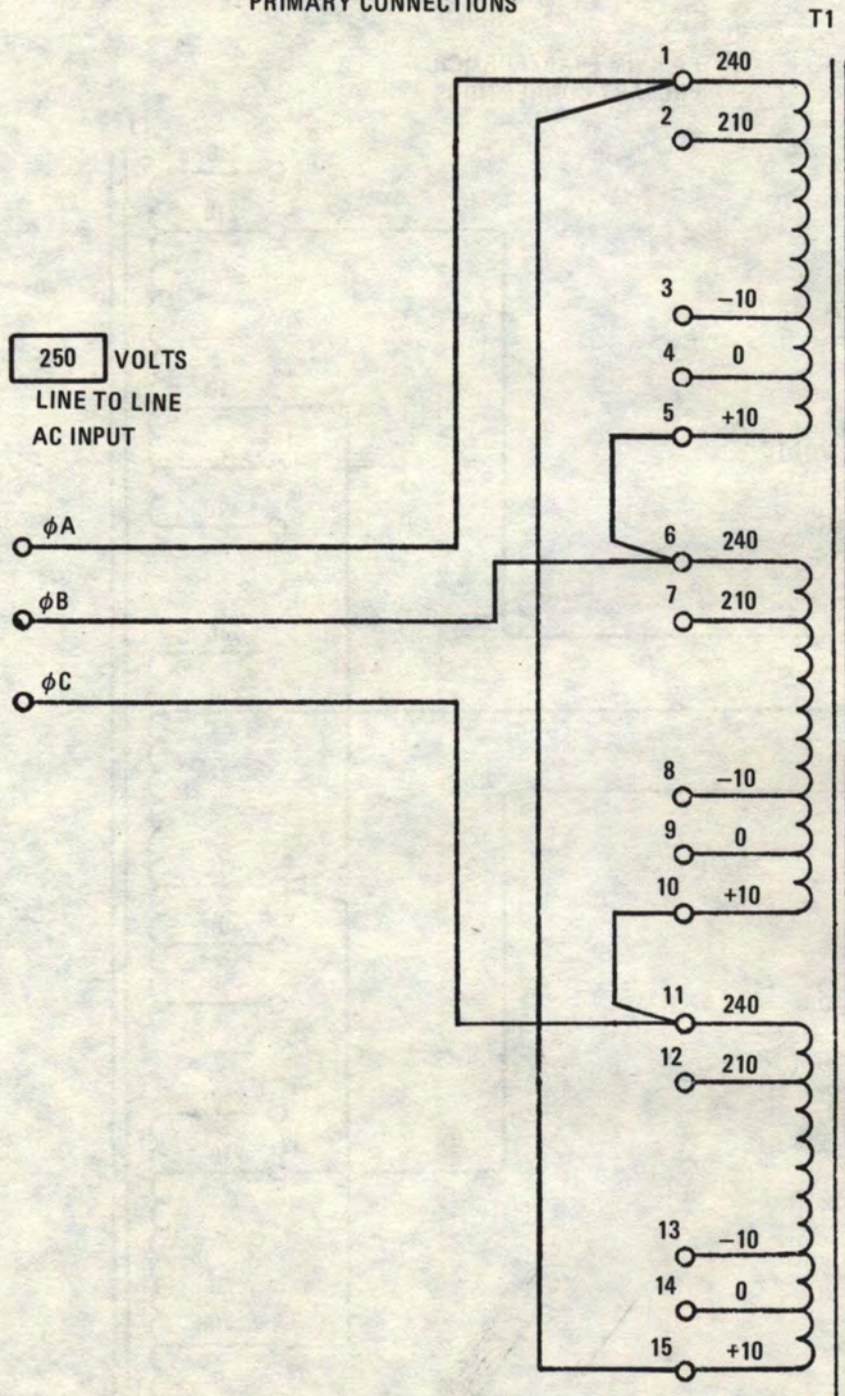 PRIMARY CONNECTIONS
T1
1 240
2 210
3 −10
4 0
5 +10
250 VOLTS
LINE TO LINE
AC INPUT
φA
φB
φC
6 240
7 210
8 −10
9 0
10 +10
11 240
12 210
13 −10
14 0
15 +10